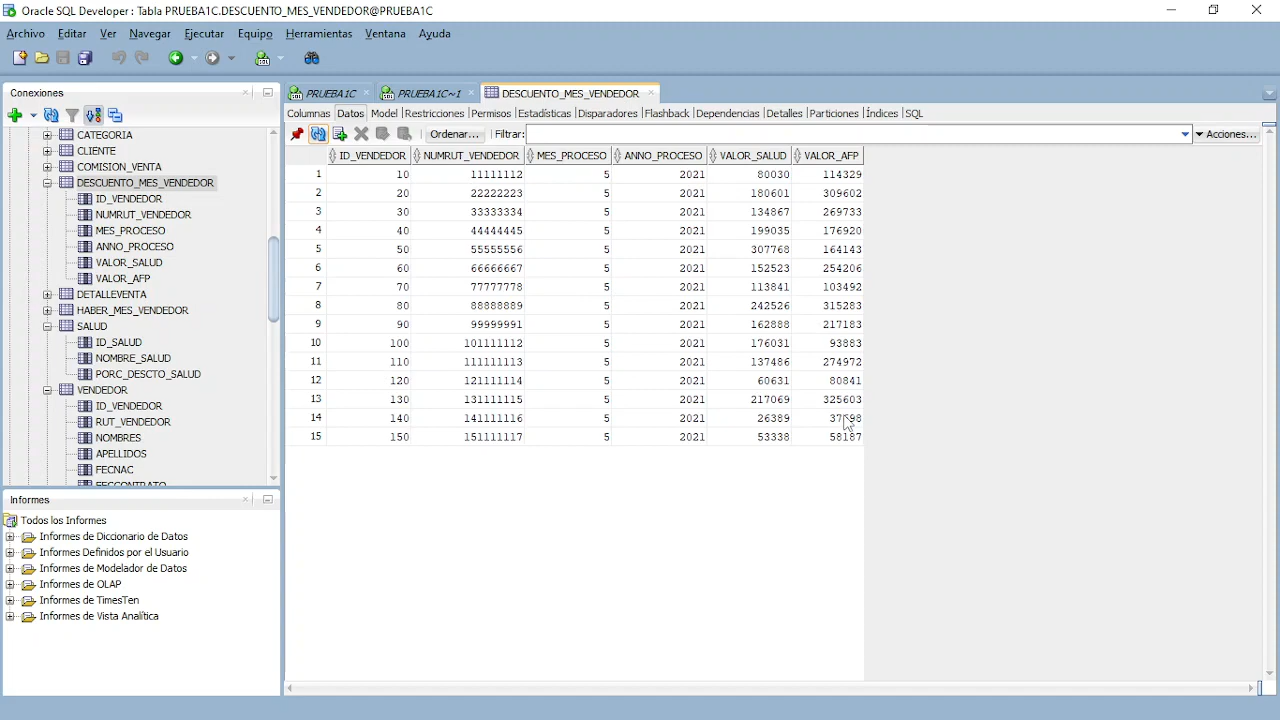 Oracle SQL Developer : Tabla PRUEBA1C.DESCUENTO_MES_VENDEDOR@PRUEBA1C
Archivo Editar Ver Navegar Ejecutar Equipo Herramientas Ventana Ayuda
Conexiones
CATEGORIA
CLIENTE
COMISION_VENTA
DESCUENTO_MES_VENDEDOR
ID_VENDEDOR
NUMRUT_VENDEDOR
MES_PROCESO
ANNO_PROCESO
VALOR_SALUD
VALOR_AFP
DETALLEVENTA
HABER_MES_VENDEDOR
SALUD
ID_SALUD
NOMBRE_SALUD
PORC_DESCTO_SALUD
VENDEDOR
ID_VENDEDOR
RUT_VENDEDOR
NOMBRES
APELLIDOS
FECNAC
FECCONTRATO
Informes
Todos los Informes
Informes de Diccionario de Datos
Informes Definidos por el Usuario
Informes de Modelador de Datos
Informes de OLAP
Informes de TimesTen
Informes de Vista Analítica
PRUEBA1C PRUEBA1C~1 DESCUENTO_MES_VENDEDOR
Columnas Datos Model Restricciones Permisos Estadísticas Disparadores Flashback Dependencias Detalles Particiones Índices SQL
Ordenar... Filtrar: Acciones...
ID_VENDEDOR NUMRUT_VENDEDOR MES_PROCESO ANNO_PROCESO VALOR_SALUD VALOR_AFP
1 10 11111112 5 2021 80030 114329
2 20 22222223 5 2021 180601 309602
3 30 33333334 5 2021 134867 269733
4 40 44444445 5 2021 199035 176920
5 50 55555556 5 2021 307768 164143
6 60 66666667 5 2021 152523 254206
7 70 77777778 5 2021 113841 103492
8 80 88888889 5 2021 242526 315283
9 90 99999991 5 2021 162888 217183
10 100 101111112 5 2021 176031 93883
11 110 111111113 5 2021 137486 274972
12 120 121111114 5 2021 60631 80841
13 130 131111115 5 2021 217069 325603
14 140 141111116 5 2021 26389
15 150 151111117 5 2021 53338 58187